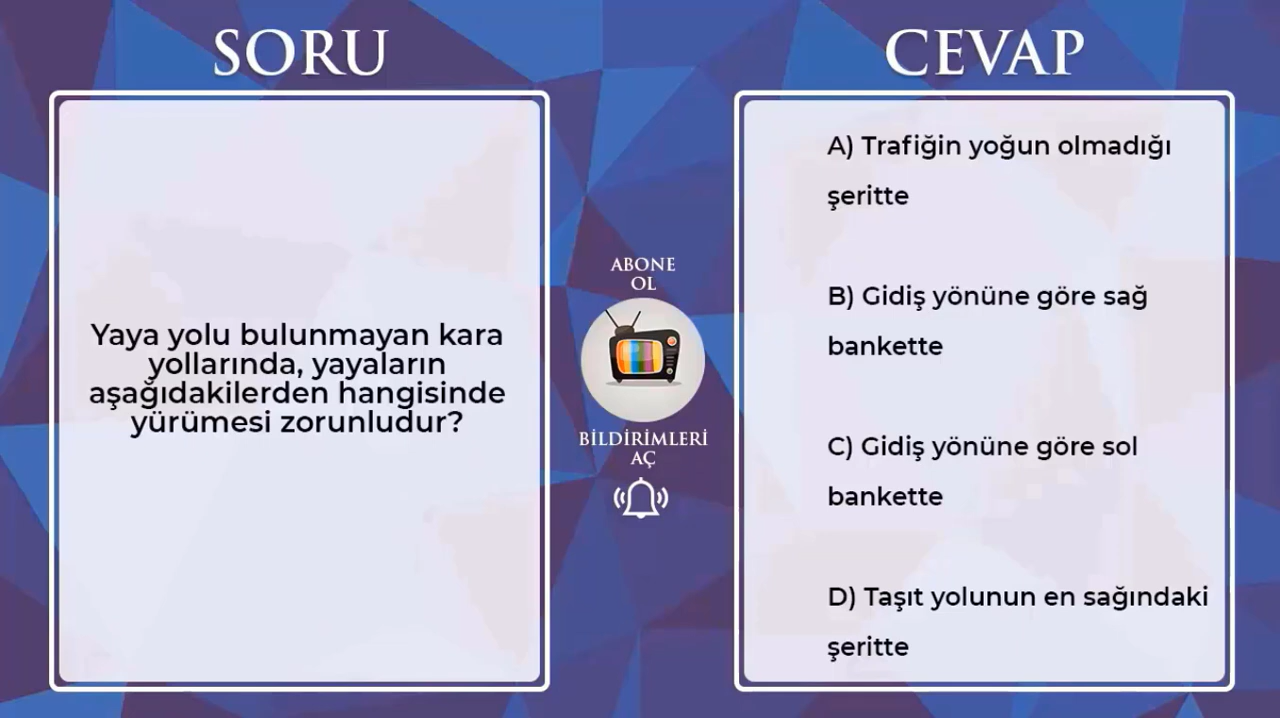 SORU
Yaya yolu bulunmayan kara
yollarında, yayaların
aşağıdakilerden hangisinde
yürümesi zorunludur?
ABONE
OL
BİLDİRİMLERİ
AÇ
CEVAP
A) Trafiğin yoğun olmadığı
şeritte
B) Gidiş yönüne göre sağ
bankette
C) Gidiş yönüne göre sol
bankette
D) Taşıt yolunun en sağındaki
şeritte